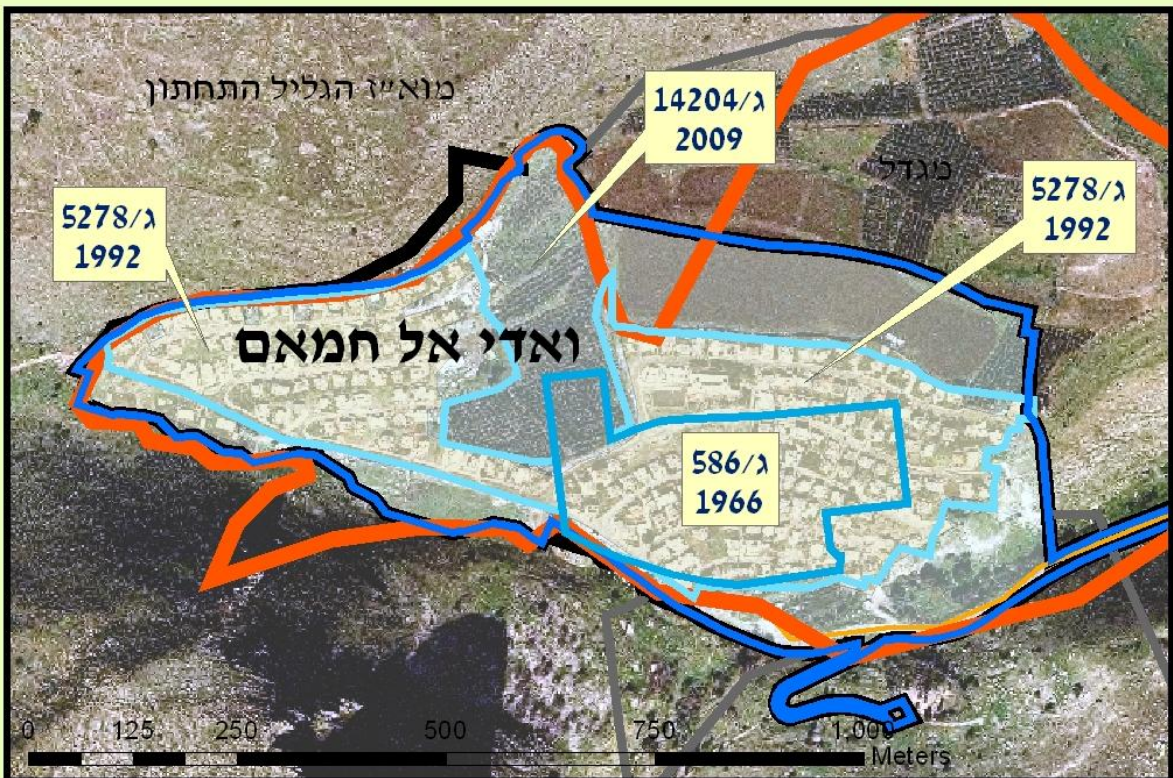 מוא״ז הגליל התחתון
ג/14204
2009
מגדל
ג/5278
1992
ג/5278
1992
ואדי אל חמאם
ג/586
1966
0 125 250 500 750 1,000
Meters